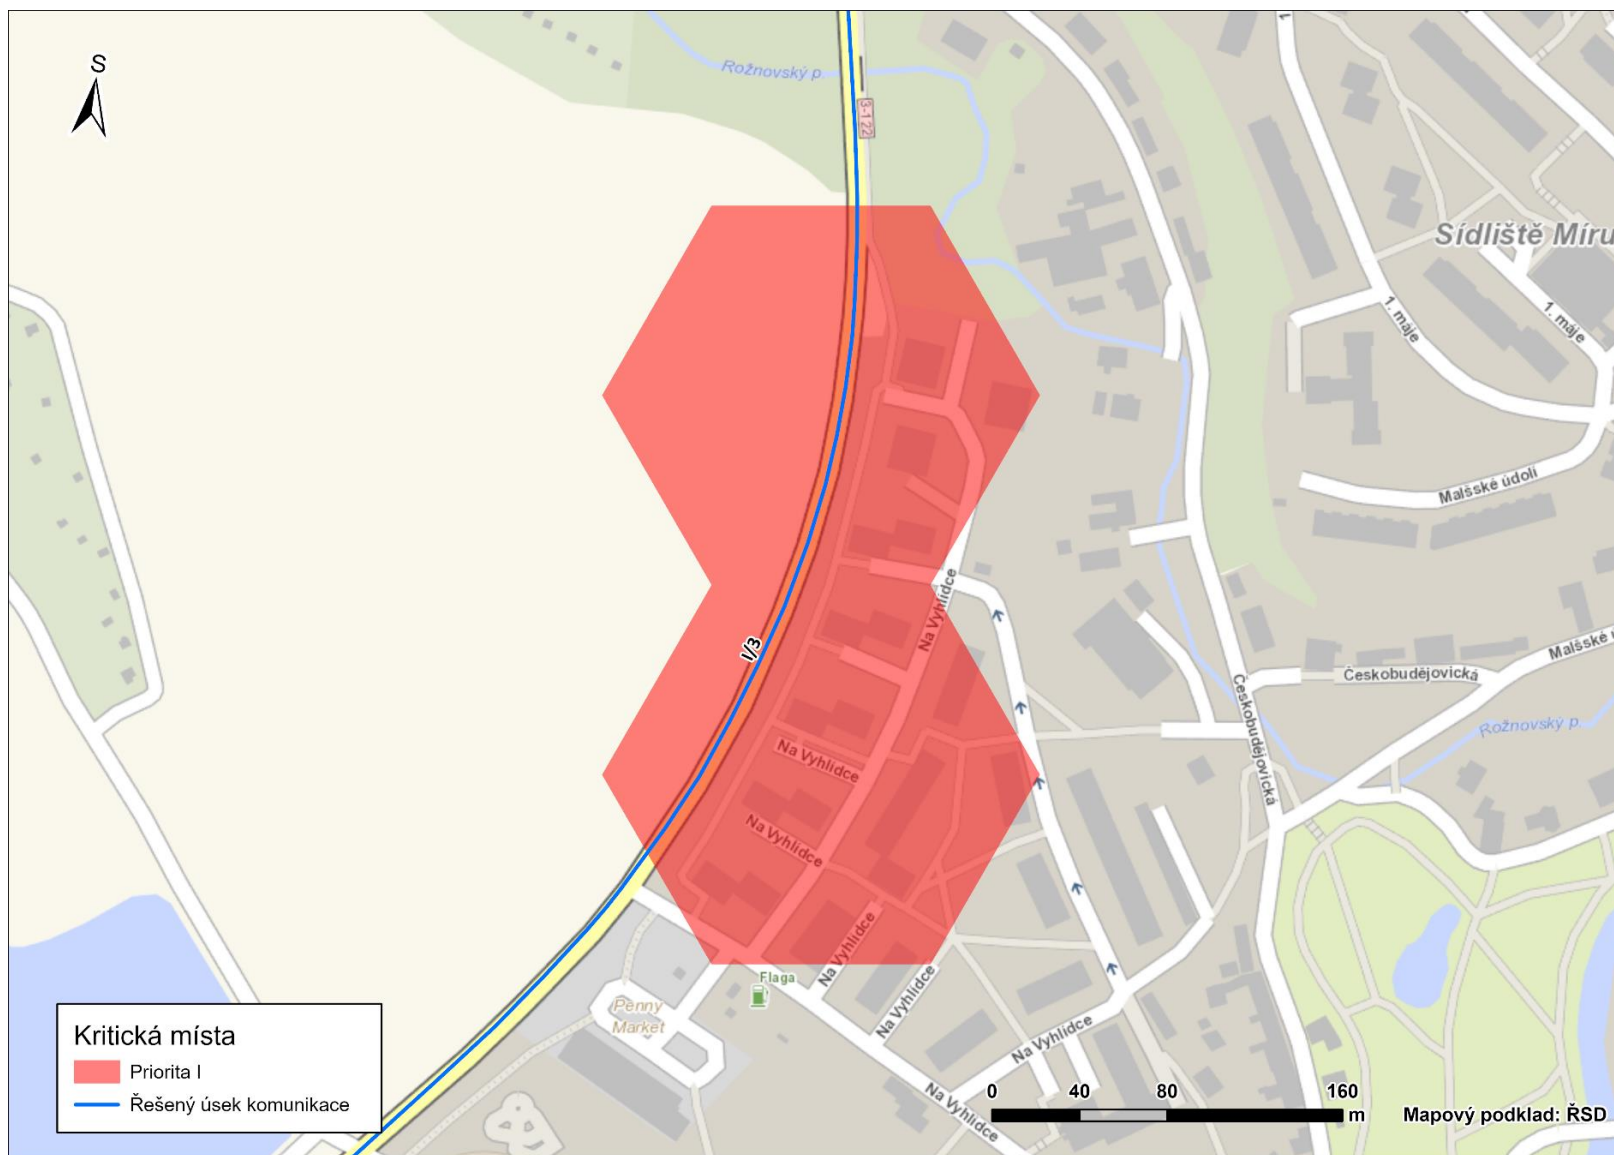 S
Rožnovský p.
3-122
Sídliště Míru
1. máje
1. máje
Malšské údolí
Na Vyhlídce
I/3
Malšské
Českobudějovická
Českobudějovická
Rožnovský p.
Na Vyhlídce
Na Vyhlídce
Na Vyhlídce
Na Vyhlídce
Flaga
Penny
Market
Na Vyhlídce
Na Vyhlídce
Kritická místa
Priorita I
Řešený úsek komunikace
0 40 80 160
m
Mapový podklad: ŘSD